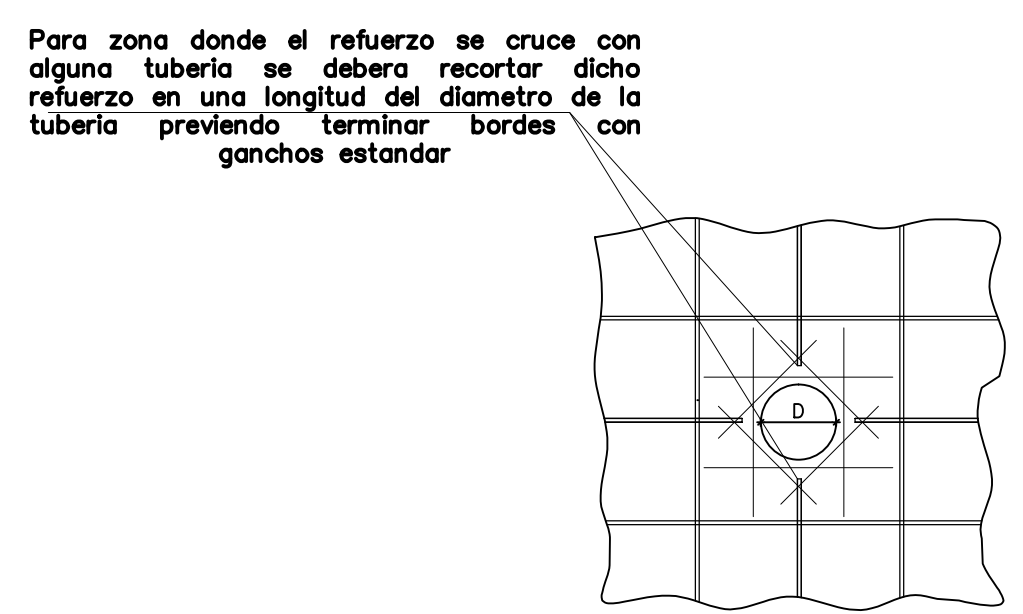 Para zona donde el refuerzo se cruce con
alguna tuberia se debera recortar dicho
refuerzo en una longitud del diametro de la
tuberia previendo terminar bordes con
ganchos estandar
D